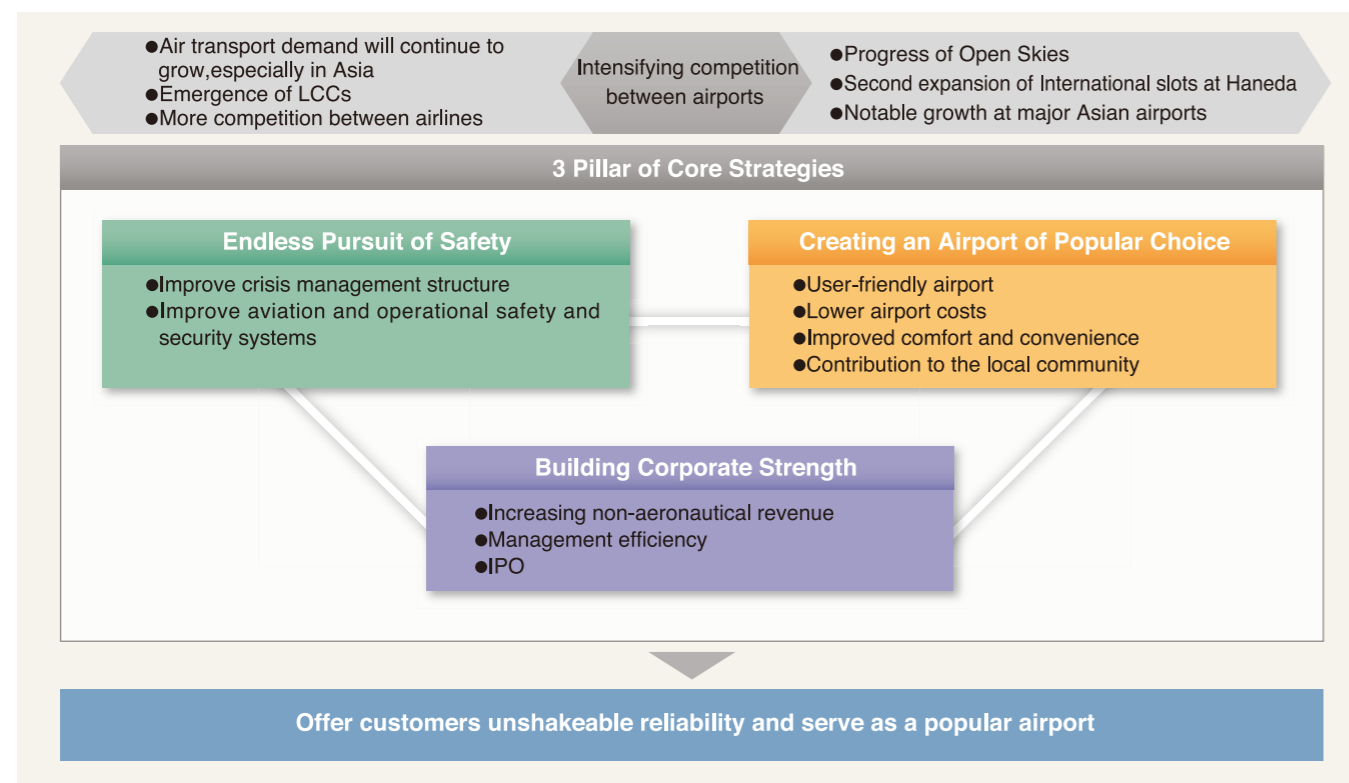 ●Air transport demand will continue to
grow,especially in Asia
●Emergence of LCCs
●More competition between airlines
Intensifying competition
between airports
●Progress of Open Skies
●Second expansion of International slots at Haneda
●Notable growth at major Asian airports
3 Pillar of Core Strategies
Endless Pursuit of Safety
●Improve crisis management structure
●Improve aviation and operational safety and
security systems
Creating an Airport of Popular Choice
●User-friendly airport
●Lower airport costs
●Improved comfort and convenience
●Contribution to the local community
Building Corporate Strength
●Increasing non-aeronautical revenue
●Management efficiency
●IPO
Offer customers unshakeable reliability and serve as a popular airport